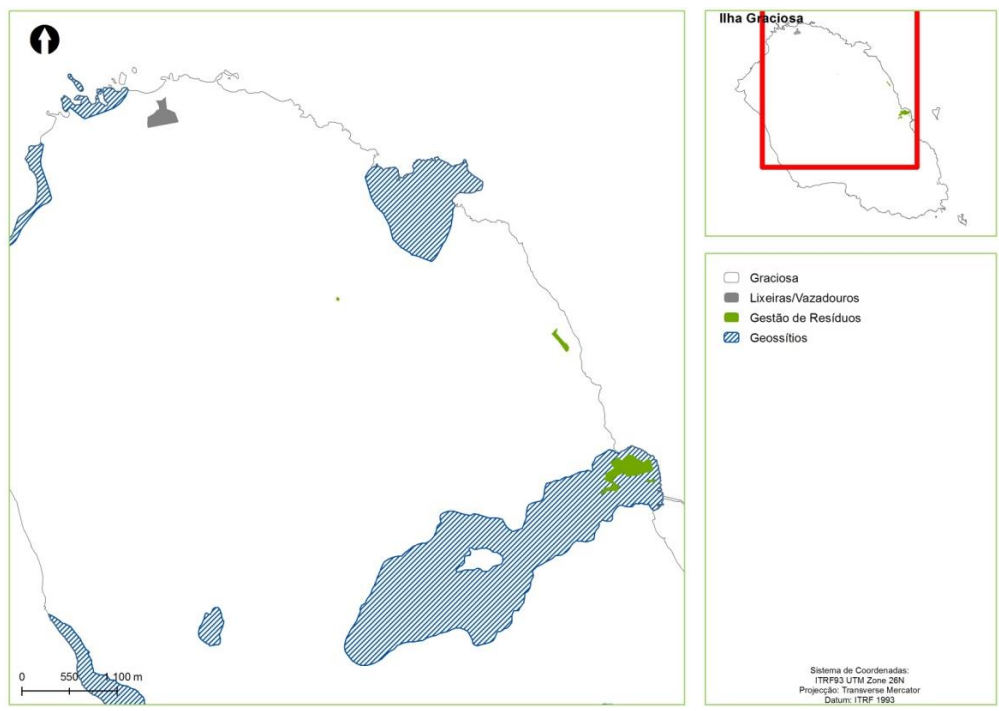 Ilha Graciosa
Graciosa
Lixeiras/Vazadouros
Gestão de Resíduos
Geossítios
0 550 1.100 m
Sistema de Coordenadas:
ITRF93 UTM Zone 26N
Projecção: Transverse Mercator
Datum: ITRF 1993